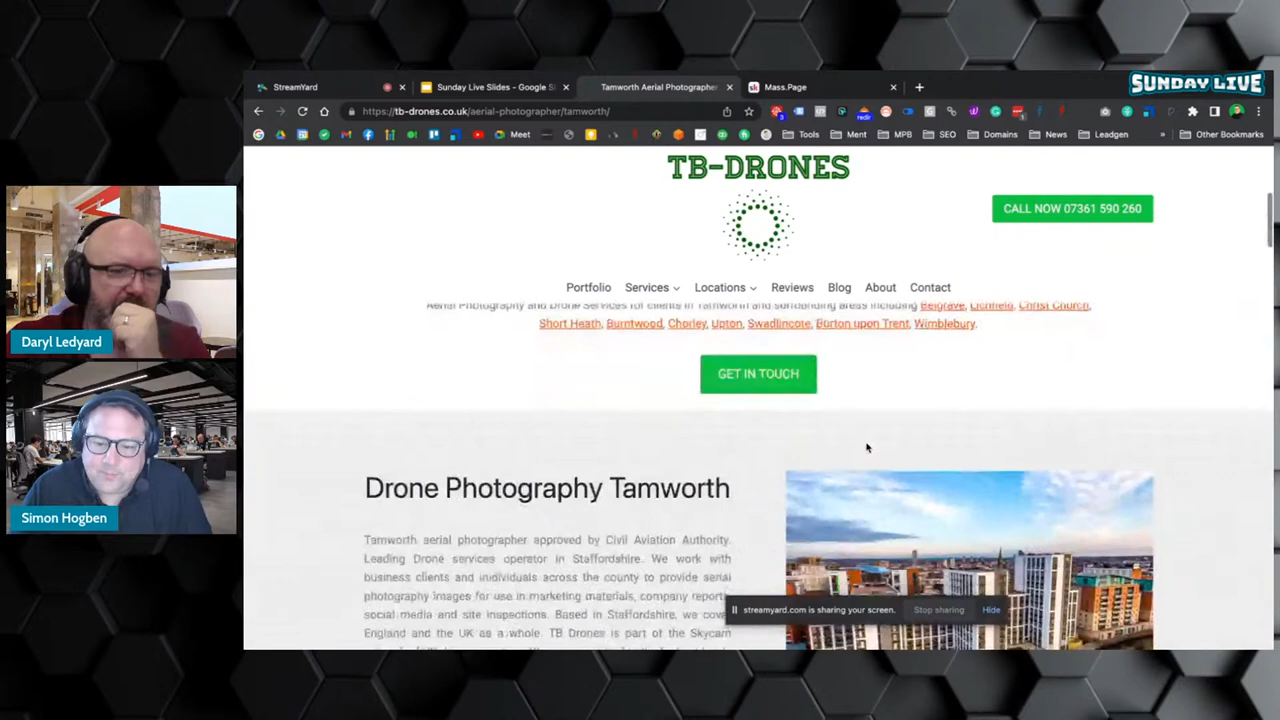 SUNDAY LIVE
StreamYard
Sunday Live Slides - Google S
Tamworth Aerial Photographer
Mass.Page
https://tb-drones.co.uk/aerial-photographer/tamworth/
Meet
Tools
Ment
MPB
SEO
Domains
News
Leadgen
Other Bookmarks
TB-DRONES
CALL NOW 07361 590 260
Portfolio
Services
Locations
Reviews
Blog
About
Contact
Aerial Photography and Drone Services for clients in Tamworth and surrounding areas including Belgrave, Lichfield, Christ Church,
Short Heath, Burntwood, Chorley, Upton, Swadlincote, Burton upon Trent, Wimblebury.
GET IN TOUCH
Drone Photography Tamworth
Tamworth aerial photographer approved by Civil Aviation Authority.
Leading Drone services operator in Staffordshire. We work with
business clients and individuals across the county to provide aerial
photography images for use in marketing materials, company reports,
social media and site inspections. Based in Staffordshire, we cove
England and the UK as a whole. TB Drones is part of the Skycam
streamyard.com is sharing your screen.
Stop sharing
Hide
Daryl Ledyard
Simon Hogben